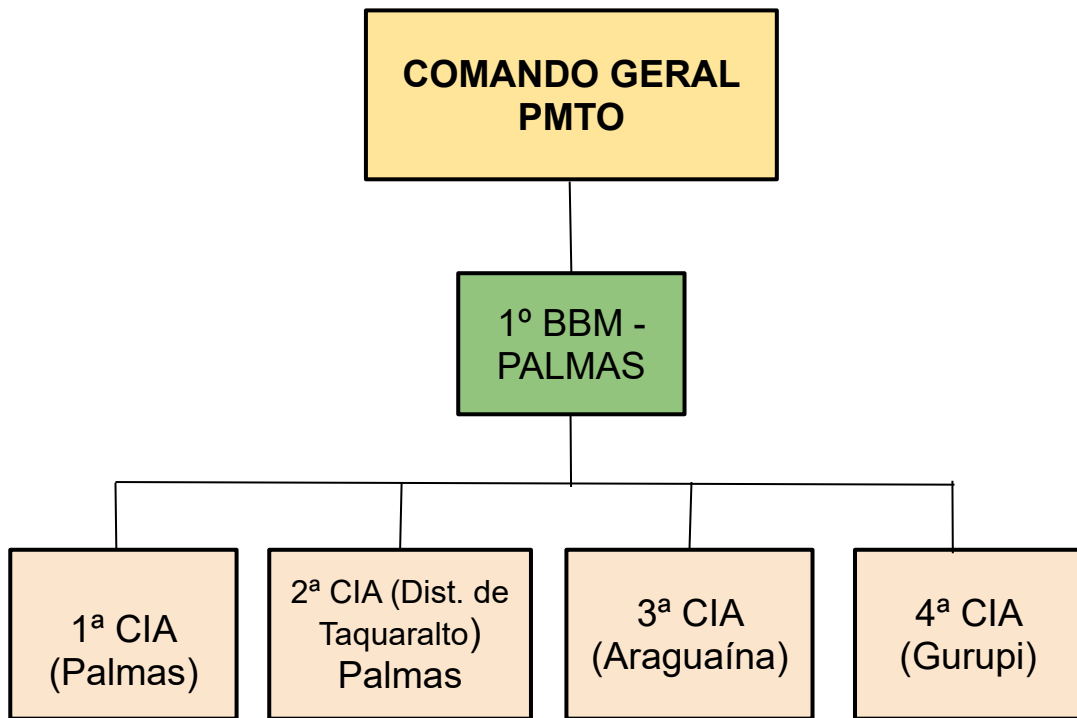 COMANDO GERAL
PMTO
1º BBM -
PALMAS
1ª CIA
(Palmas)
2ª CIA (Dist. de
Taquaralto)
Palmas
3ª CIA
(Araguaína)
4ª CIA
(Gurupi)